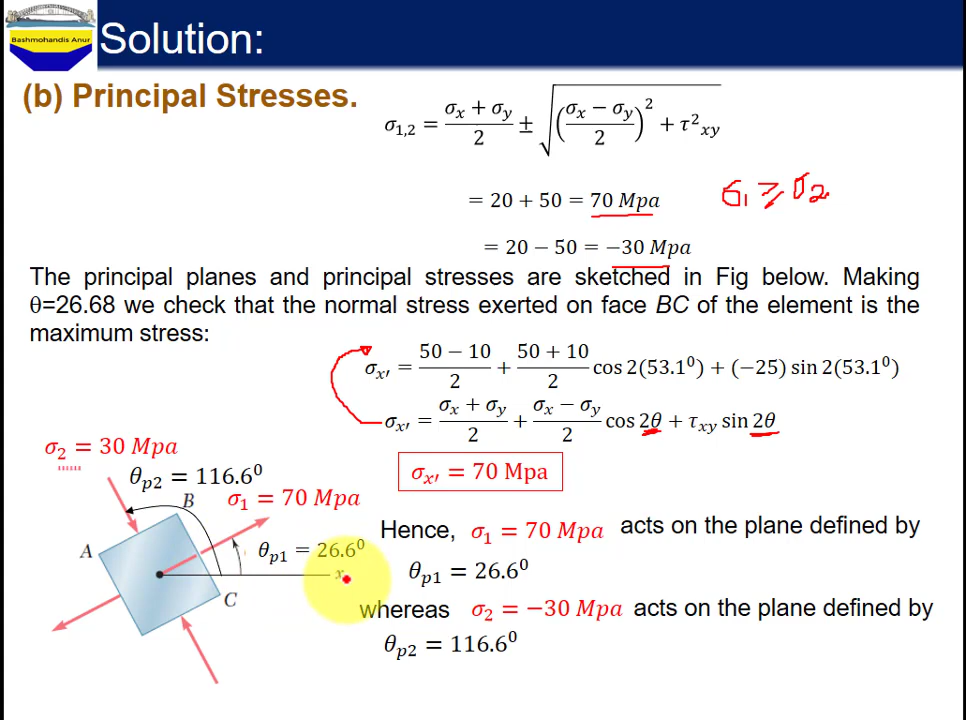 Bashmohandis Anur
Solution:
(b) Principal Stresses.
σ₁,₂ = (σₓ + σᵧ)/2 ± √(((σₓ − σᵧ)/2)² + τ²ₓᵧ)
= 20 + 50 = 70 Mpa
σ₁ ≥ σ₂
= 20 − 50 = −30 Mpa
The principal planes and principal stresses are sketched in Fig below. Making
θ=26.68 we check that the normal stress exerted on face BC of the element is the
maximum stress:
σₓ′ = (50 − 10)/2 + (50 + 10)/2 cos 2(53.1⁰) + (−25) sin 2(53.1⁰)
σₓ′ = (σₓ + σᵧ)/2 + (σₓ − σᵧ)/2 cos 2θ + τₓᵧ sin 2θ
σₓ′ = 70 Mpa
σ₂ = 30 Mpa
θp2 = 116.6⁰
B
σ₁ = 70 Mpa
A
θp1 = 26.6⁰
x
C
Hence, σ₁ = 70 Mpa acts on the plane defined by
θp1 = 26.6⁰
whereas σ₂ = −30 Mpa acts on the plane defined by
θp2 = 116.6⁰